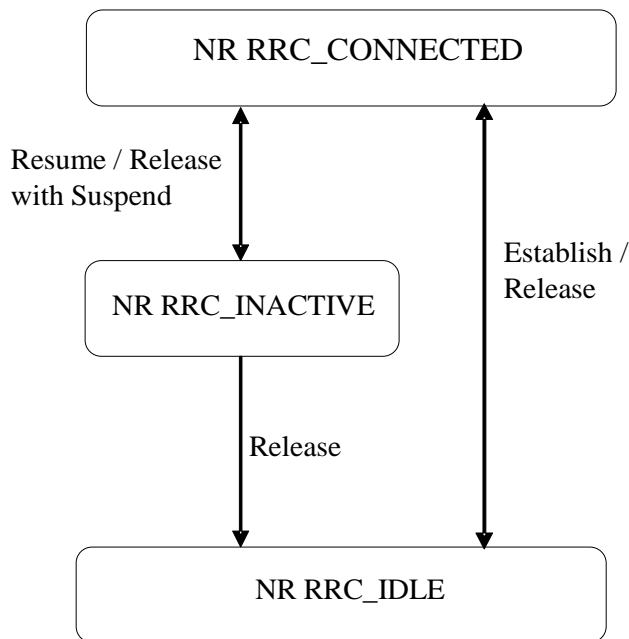 NR RRC_CONNECTED
Resume / Release
with Suspend
Establish /
Release
NR RRC_INACTIVE
Release
NR RRC_IDLE